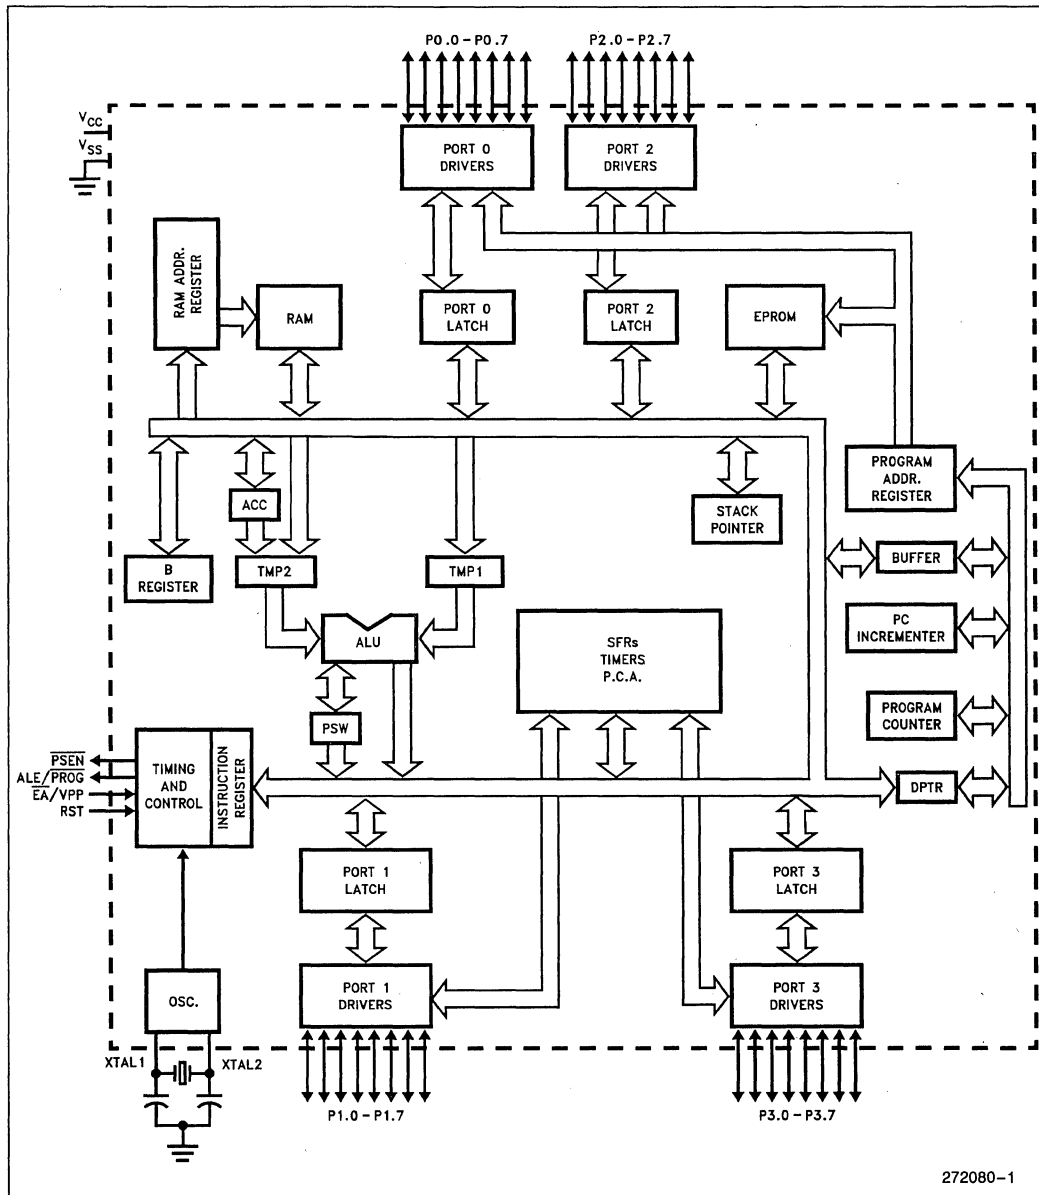 P0.0 – P0.7
P2.0 – P2.7
VCC
VSS
PORT 0
DRIVERS
PORT 2
DRIVERS
RAM ADDR.
REGISTER
RAM
PORT 0
LATCH
PORT 2
LATCH
EPROM
PROGRAM
ADDR.
REGISTER
ACC
STACK
POINTER
B
REGISTER
TMP2
TMP1
BUFFER
ALU
SFRs
TIMERS
P.C.A.
PC
INCREMENTER
PSW
PROGRAM
COUNTER
PSEN
ALE/PROG
EA/VPP
RST
TIMING
AND
CONTROL
INSTRUCTION
REGISTER
DPTR
PORT 1
LATCH
PORT 3
LATCH
OSC.
PORT 1
DRIVERS
PORT 3
DRIVERS
XTAL1
XTAL2
P1.0 – P1.7
P3.0 – P3.7
272080–1